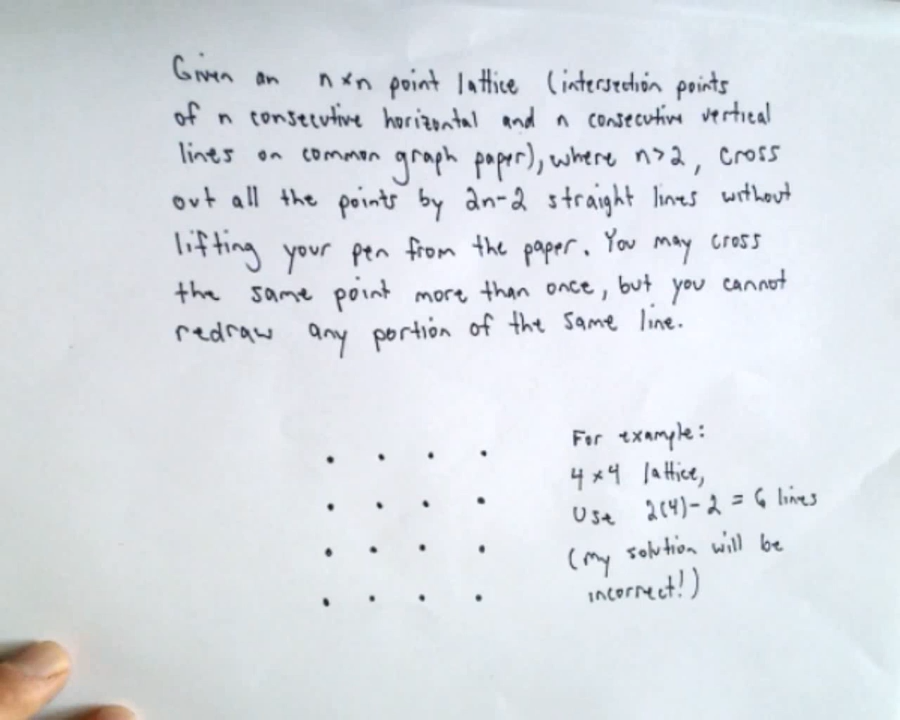 Given an n×n point lattice (intersection points
of n consecutive horizontal and n consecutive vertical
lines on common graph paper), where n>2, cross
out all the points by 2n-2 straight lines without
lifting your pen from the paper. You may cross
the same point more than once, but you cannot
redraw any portion of the same line.
For example:
4×4 lattice,
Use 2(4)-2 = 6 lines
(my solution will be
incorrect!)